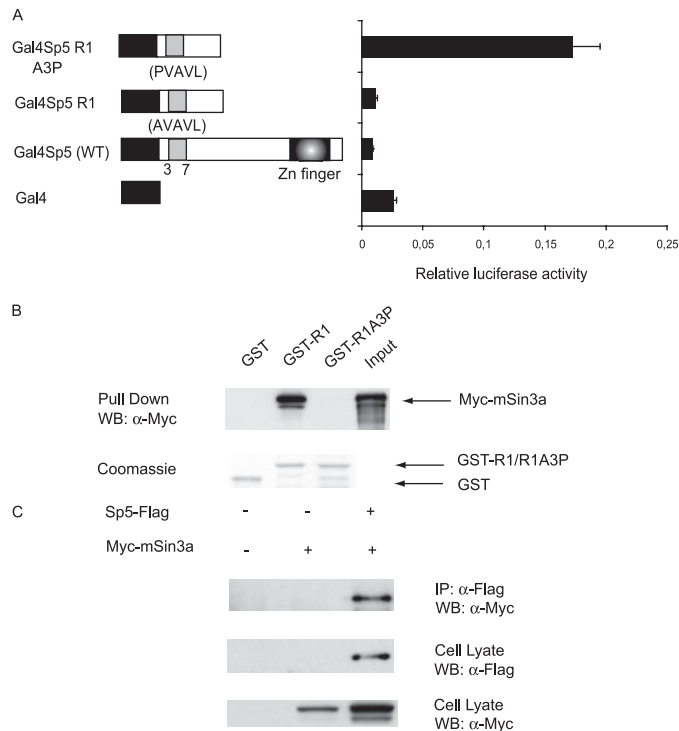 A
Gal4Sp5 R1
A3P
(PVAVL)
Gal4Sp5 R1
(AVAVL)
Gal4Sp5 (WT)
3 7
Zn finger
Gal4
0 0,05 0,1 0,15 0,2 0,25
Relative luciferase activity
B
GST GST-R1 GST-R1A3P Input
Pull Down
WB: α-Myc
Myc-mSin3a
Coomassie
GST-R1/R1A3P
GST
C
Sp5-Flag - - +
Myc-mSin3a - + +
IP: α-Flag
WB: α-Myc
Cell Lyate
WB: α-Flag
Cell Lyate
WB: α-Myc